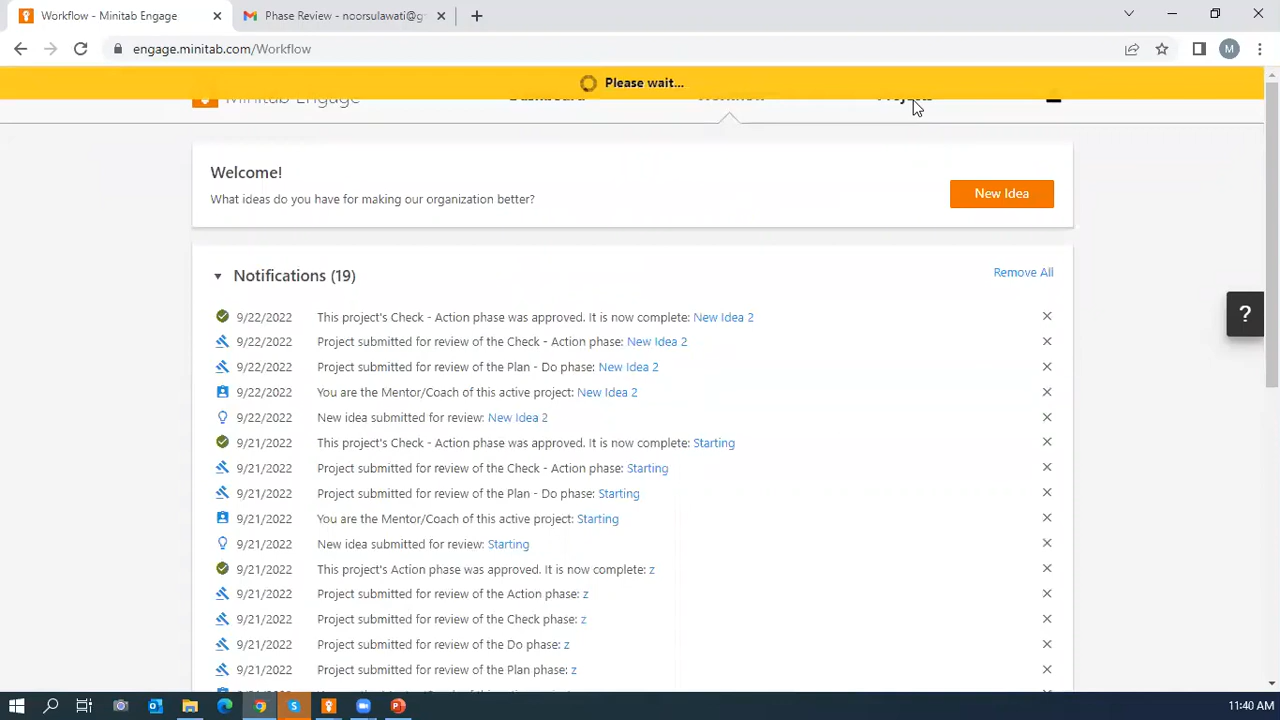 Workflow - Minitab Engage
Phase Review - noorsulawati@g
engage.minitab.com/Workflow
M
Please wait...
Minitab Engage Dashboard Workflow Projects
Welcome!
What ideas do you have for making our organization better?
New Idea
Notifications (19)
Remove All
9/22/2022 This project's Check - Action phase was approved. It is now complete: New Idea 2
9/22/2022 Project submitted for review of the Check - Action phase: New Idea 2
9/22/2022 Project submitted for review of the Plan - Do phase: New Idea 2
9/22/2022 You are the Mentor/Coach of this active project: New Idea 2
9/22/2022 New idea submitted for review: New Idea 2
9/21/2022 This project's Check - Action phase was approved. It is now complete: Starting
9/21/2022 Project submitted for review of the Check - Action phase: Starting
9/21/2022 Project submitted for review of the Plan - Do phase: Starting
9/21/2022 You are the Mentor/Coach of this active project: Starting
9/21/2022 New idea submitted for review: Starting
9/21/2022 This project's Action phase was approved. It is now complete: z
9/21/2022 Project submitted for review of the Action phase: z
9/21/2022 Project submitted for review of the Check phase: z
9/21/2022 Project submitted for review of the Do phase: z
9/21/2022 Project submitted for review of the Plan phase: z
?
11:40 AM